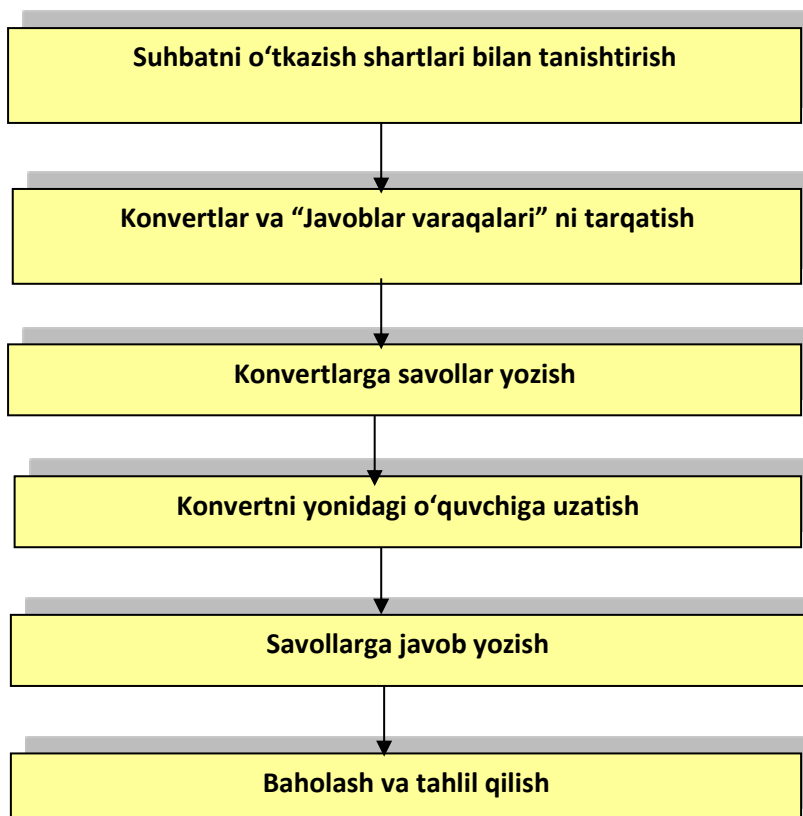 Suhbatni o‘tkazish shartlari bilan tanishtirish
Konvertlar va “Javoblar varaqalari” ni tarqatish
Konvertlarga savollar yozish
Konvertni yonidagi o‘quvchiga uzatish
Savollarga javob yozish
Baholash va tahlil qilish